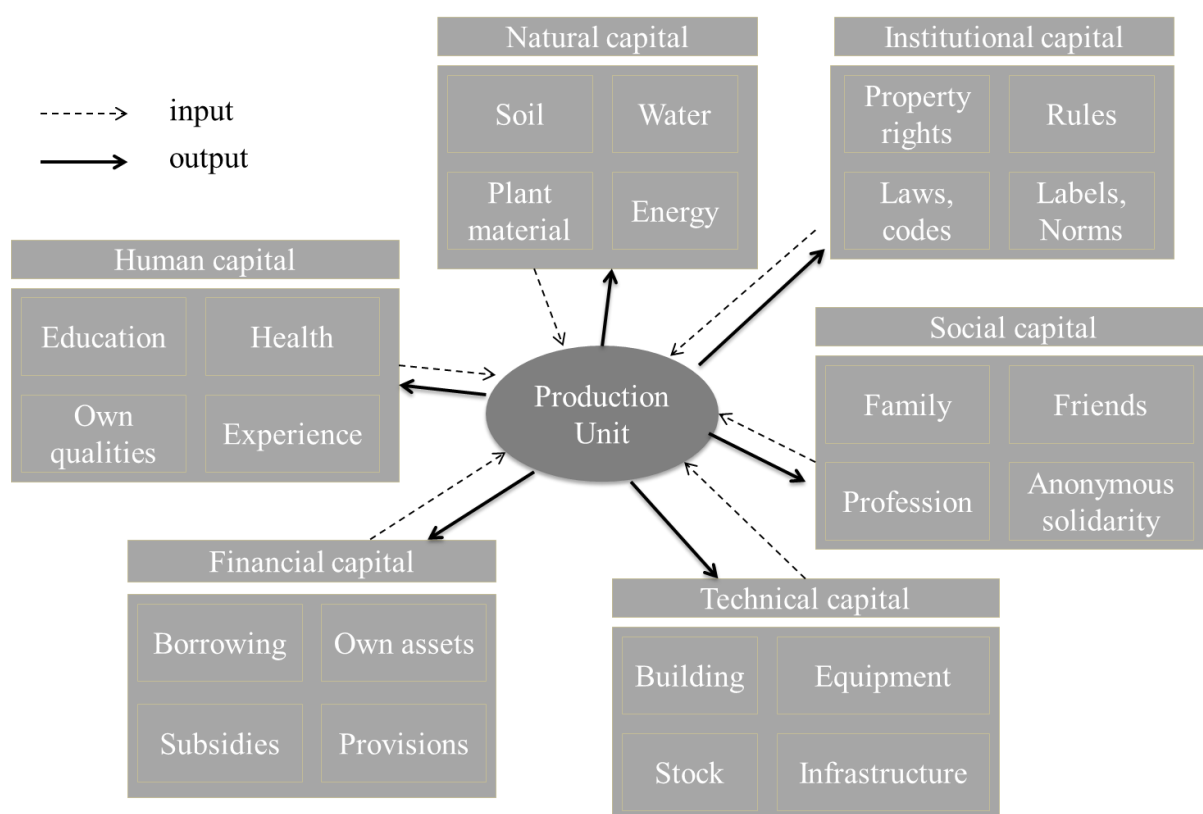 input
output
Natural capital
Soil
Water
Plant
material
Energy
Institutional capital
Property
rights
Rules
Laws,
codes
Labels,
Norms
Human capital
Education
Health
Own
qualities
Experience
Production
Unit
Social capital
Family
Friends
Profession
Anonymous
solidarity
Financial capital
Borrowing
Own assets
Subsidies
Provisions
Technical capital
Building
Equipment
Stock
Infrastructure